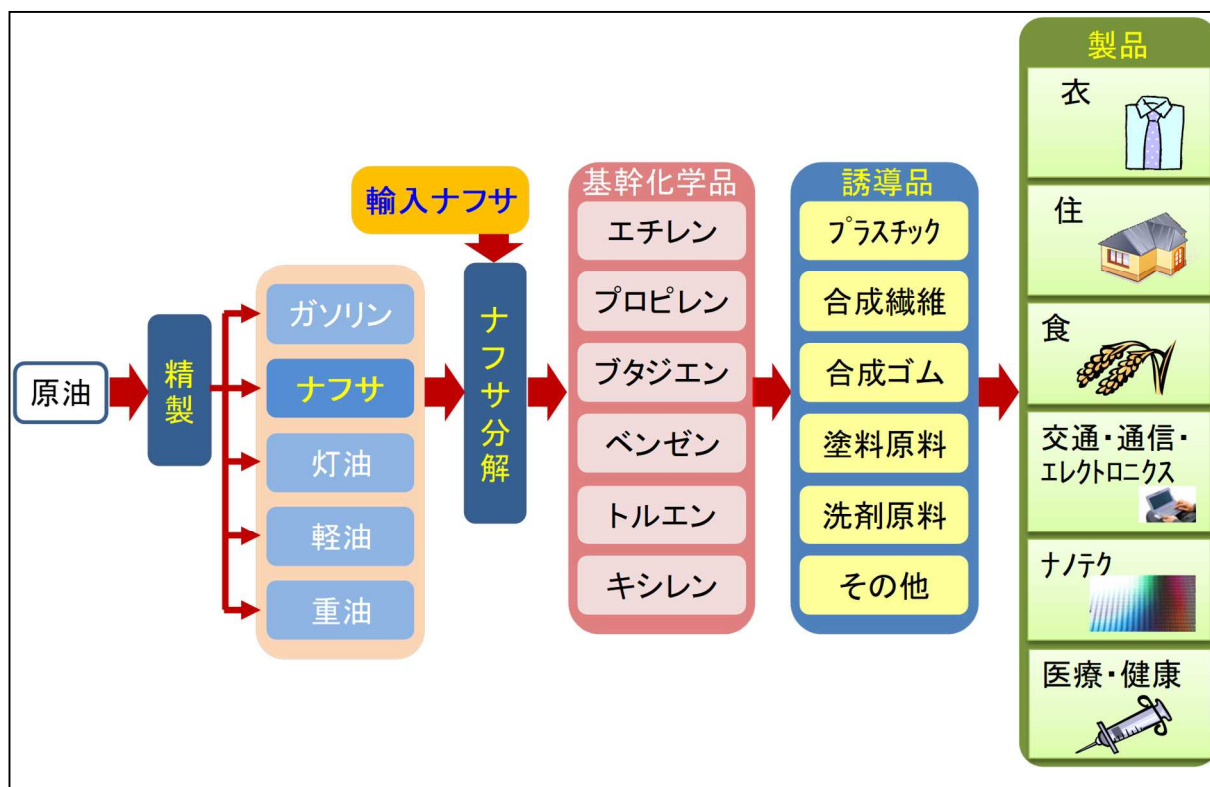 原油
精製
ガソリン
ナフサ
灯油
軽油
重油
輸入ナフサ
ナフサ分解
基幹化学品
エチレン
プロピレン
ブタジエン
ベンゼン
トルエン
キシレン
誘導品
プラスチック
合成繊維
合成ゴム
塗料原料
洗剤原料
その他
製品
衣
住
食
交通・通信・
エレクトロニクス
ナノテク
医療・健康